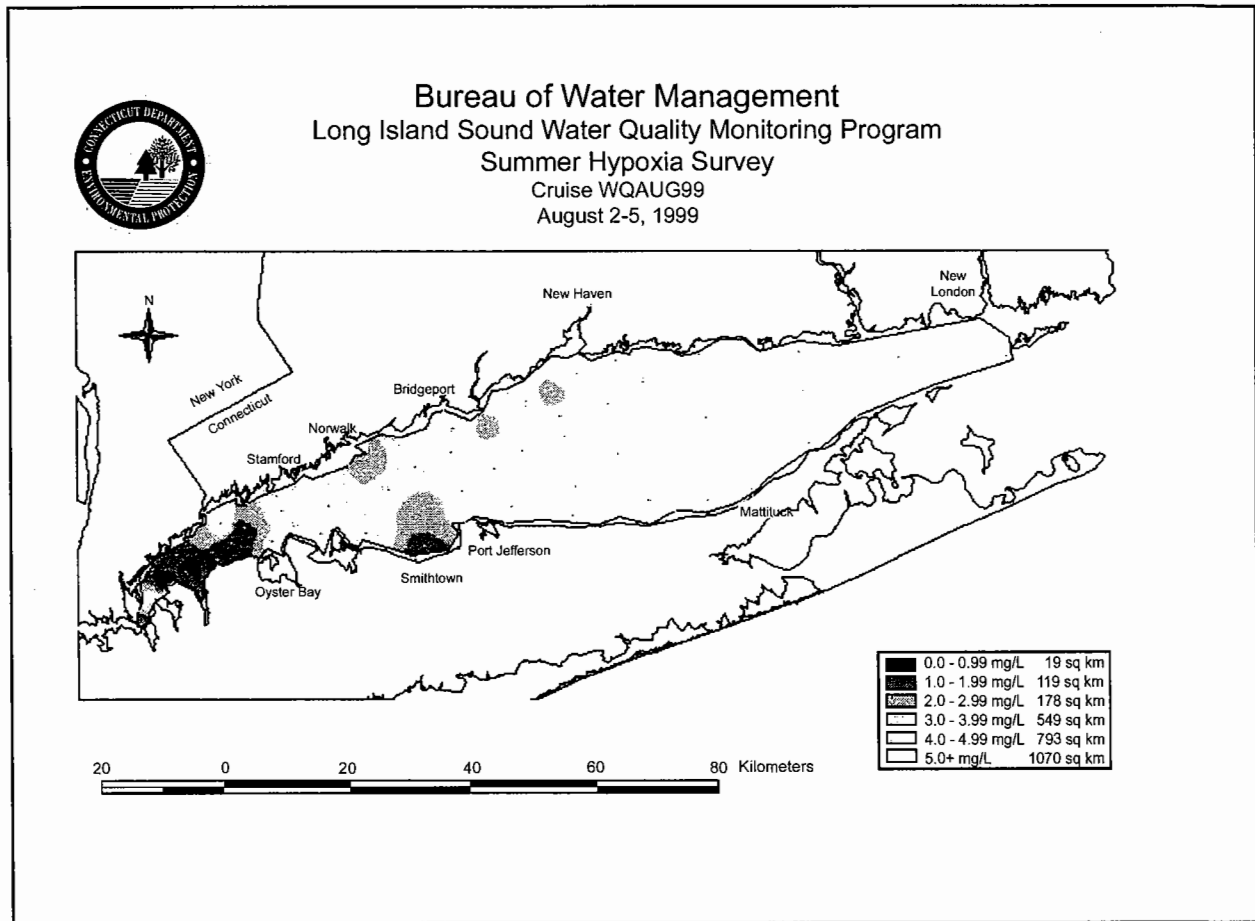 Bureau of Water Management
Long Island Sound Water Quality Monitoring Program
Summer Hypoxia Survey
Cruise WQAUG99
August 2-5, 1999
CONNECTICUT DEPARTMENT
ENVIRONMENTAL PROTECTION
N
New York
Connecticut
New Haven
New
London
Bridgeport
Norwalk
Stamford
Mattituck
Port Jefferson
Smithtown
Oyster Bay
0.0 - 0.99 mg/L 19 sq km
1.0 - 1.99 mg/L 119 sq km
2.0 - 2.99 mg/L 178 sq km
3.0 - 3.99 mg/L 549 sq km
4.0 - 4.99 mg/L 793 sq km
5.0+ mg/L 1070 sq km
20 0 20 40 60 80 Kilometers